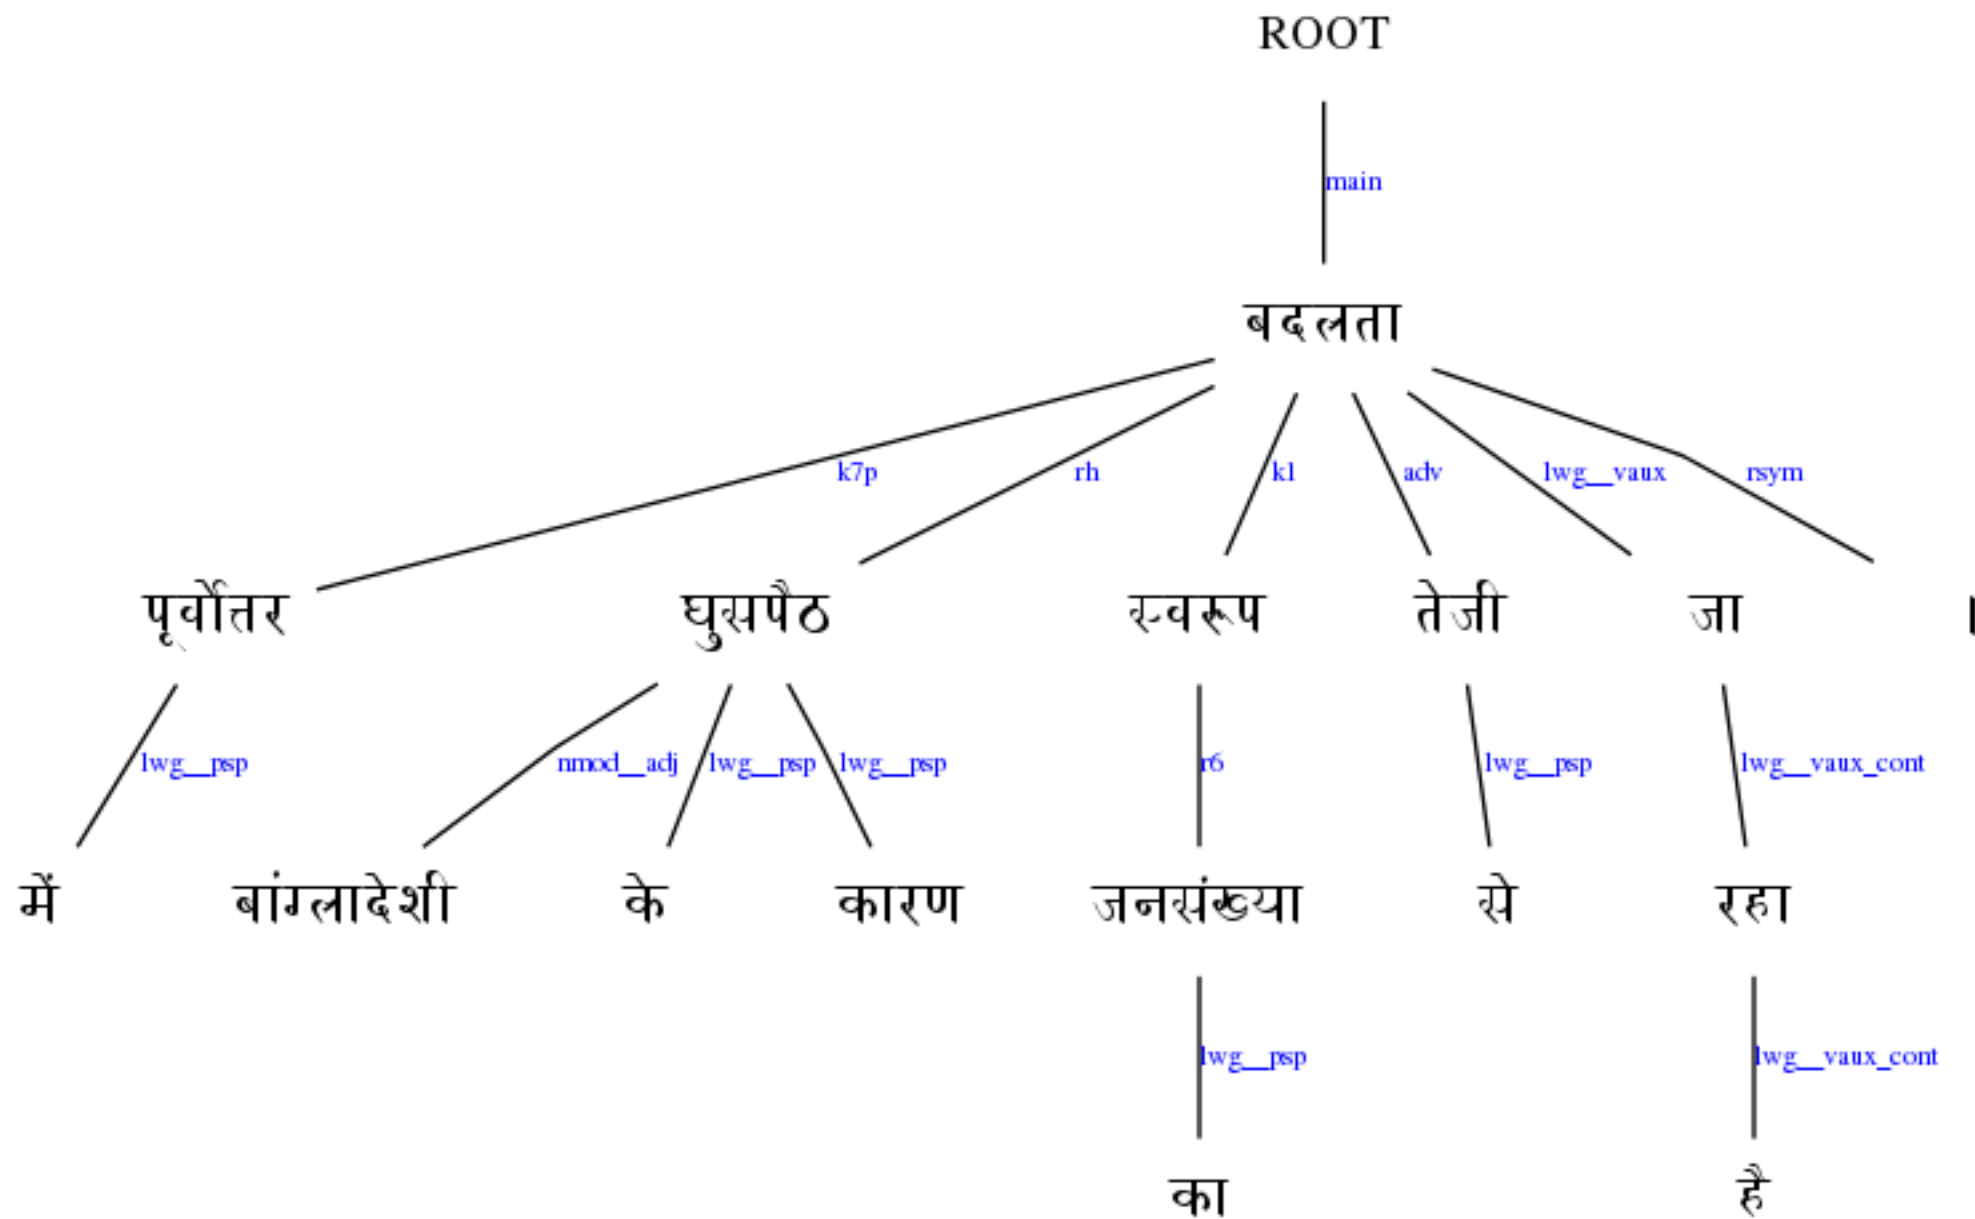 ROOT
main
बदलता
k7p rh k1 adv lwg__vaux rsym
पूर्वोत्तर घुसपैठ स्वरूप तेजी जा ।
lwg__psp nmod__adj lwg__psp lwg__psp r6 lwg__psp lwg__vaux_cont
में बांग्लादेशी के कारण जनसंख्या से रहा
lwg__psp lwg__vaux_cont
का है